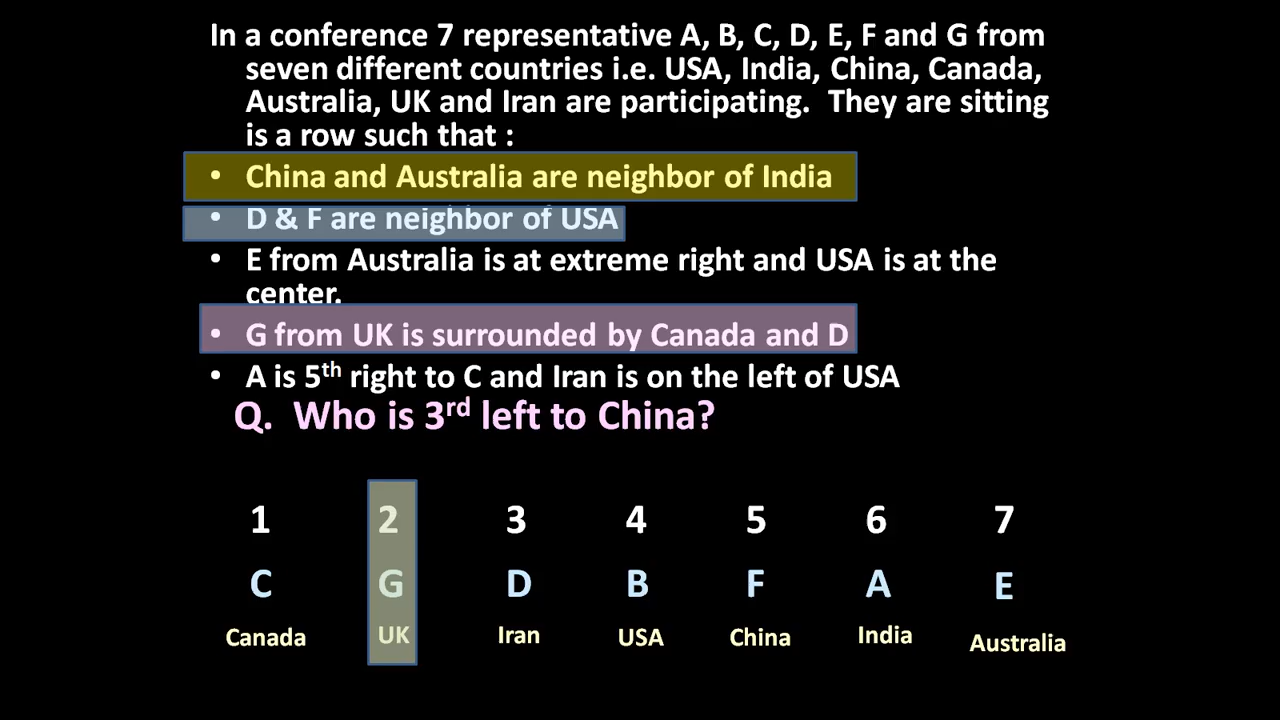 In a conference 7 representative A, B, C, D, E, F and G from
seven different countries i.e. USA, India, China, Canada,
Australia, UK and Iran are participating. They are sitting
is a row such that :
• China and Australia are neighbor of India
• D & F are neighbor of USA
• E from Australia is at extreme right and USA is at the
center.
• G from UK is surrounded by Canada and D
• A is 5th right to C and Iran is on the left of USA
Q. Who is 3rd left to China?
1 2 3 4 5 6 7
C G D B F A E
Canada UK Iran USA China India Australia